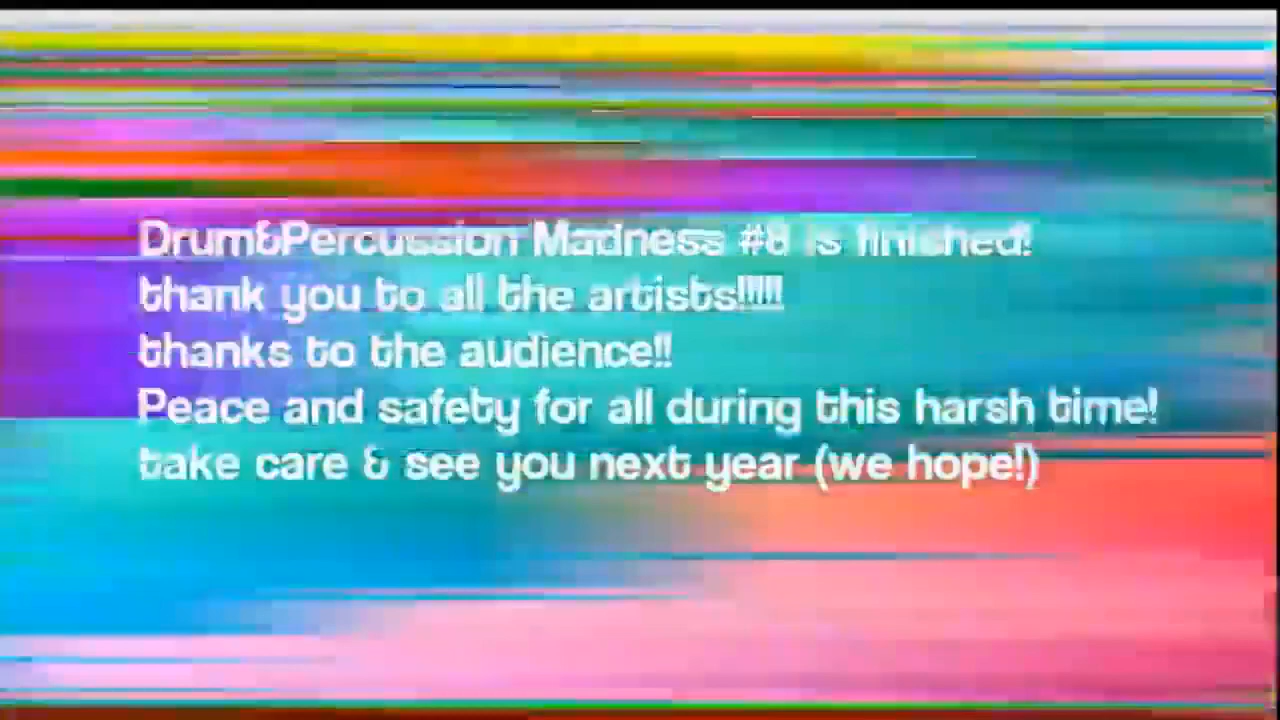 Drum&Percussion Madness #8 is finished!
thank you to all the artists!!!!!
thanks to the audience!!
Peace and safety for all during this harsh time!
take care & see you next year (we hope!)